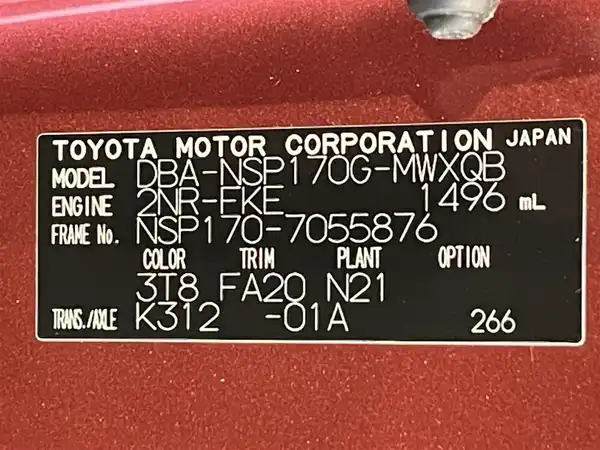 TOYOTA MOTOR CORPORATION JAPAN
MODEL DBA-NSP170G-MWXQB
ENGINE 2NR-FKE 1496 mL
FRAME No. NSP170-7055876
COLOR TRIM PLANT OPTION
3T8 FA20 N21
TRANS./AXLE K312 -01A 266